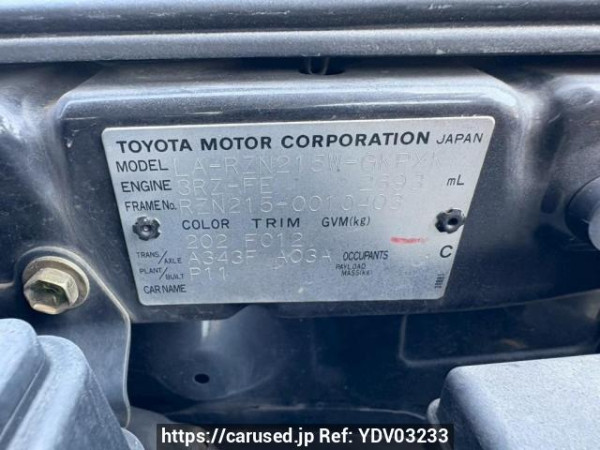 TOYOTA MOTOR CORPORATION JAPAN
MODEL LA-RZN215W-GKPXK
ENGINE 3RZ-FE 2693 mL
FRAME No. RZN215-0010403
COLOR TRIM GVM(kg)
202 FC12
TRANS/AXLE A343F A03A OCCUPANTS C
PLANT/BUILT P11 PAYLOAD MASS(kg)
CAR NAME
https://carused.jp Ref: YDV03233